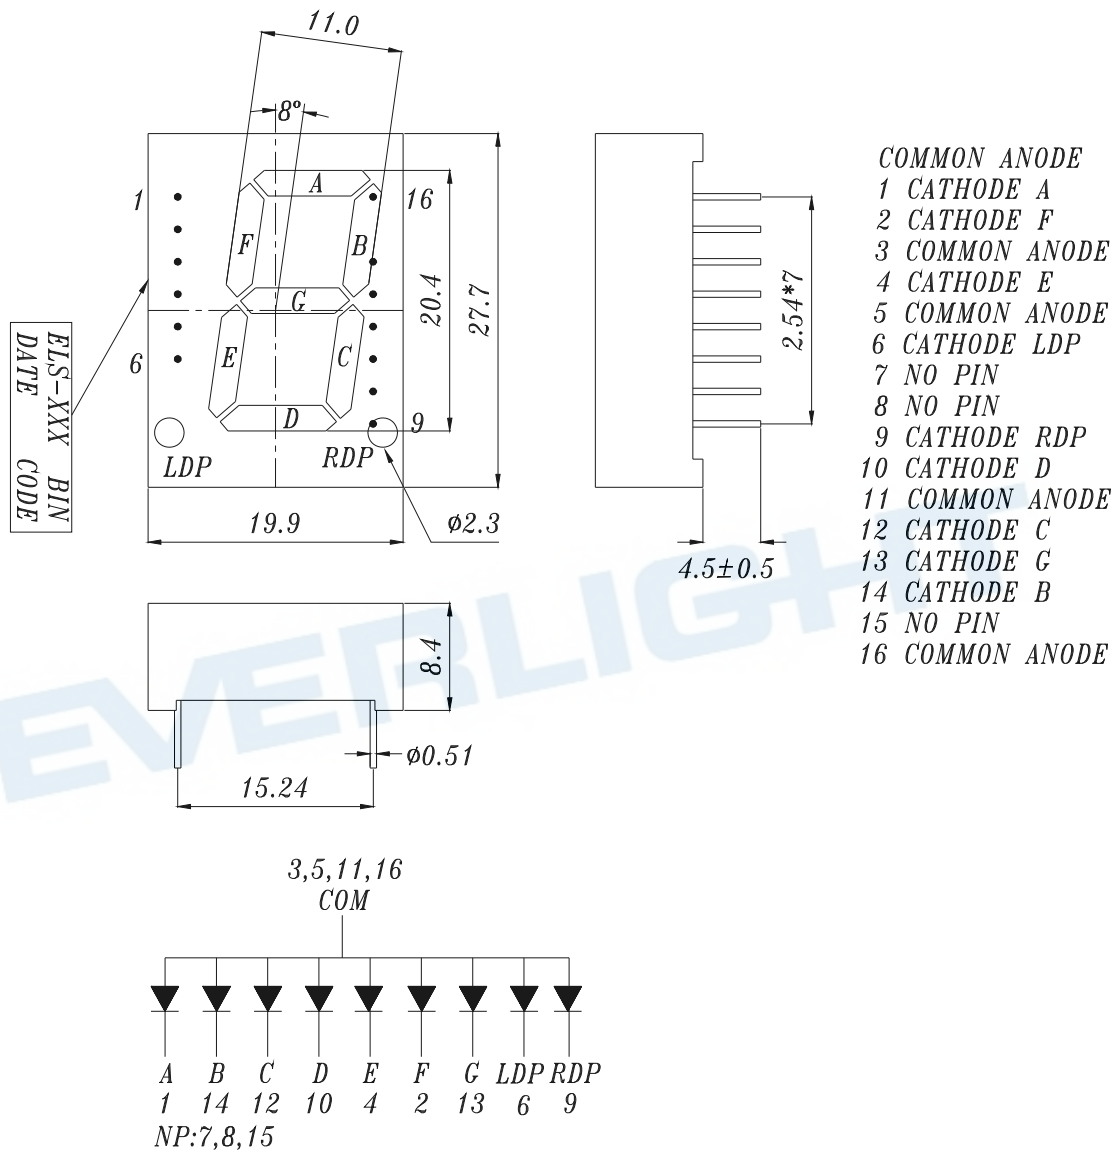 11.0
8°
1
16
A
F
B
G
E
C
D
6
9
LDP
RDP
20.4
27.7
19.9
ø2.3
ELS-XXX BIN
DATE CODE
2.54*7
4.5±0.5
COMMON ANODE
1 CATHODE A
2 CATHODE F
3 COMMON ANODE
4 CATHODE E
5 COMMON ANODE
6 CATHODE LDP
7 NO PIN
8 NO PIN
9 CATHODE RDP
10 CATHODE D
11 COMMON ANODE
12 CATHODE C
13 CATHODE G
14 CATHODE B
15 NO PIN
16 COMMON ANODE
EVERLIGHT
8.4
ø0.51
15.24
3,5,11,16
COM
A B C D E F G LDP RDP
1 14 12 10 4 2 13 6 9
NP:7,8,15